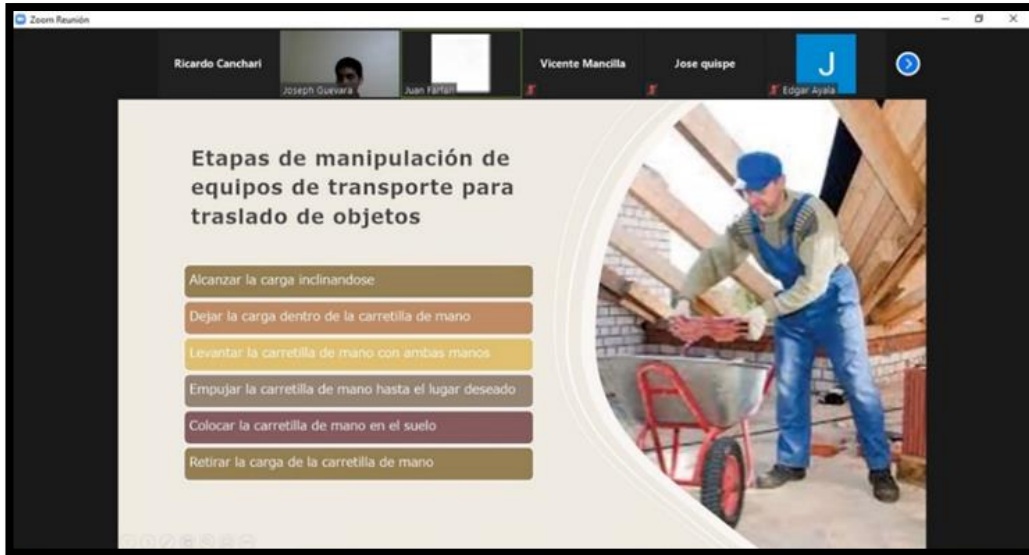 Zoom Reunión
Ricardo Canchari
Joseph Guevara
Juan Farfan
Vicente Mancilla
Jose quispe
J
Edgar Ayala
Etapas de manipulación de
equipos de transporte para
traslado de objetos
Alcanzar la carga inclinandose
Dejar la carga dentro de la carretilla de mano
Levantar la carretilla de mano con ambas manos
Empujar la carretilla de mano hasta el lugar deseado
Colocar la carretilla de mano en el suelo
Retirar la carga de la carretilla de mano